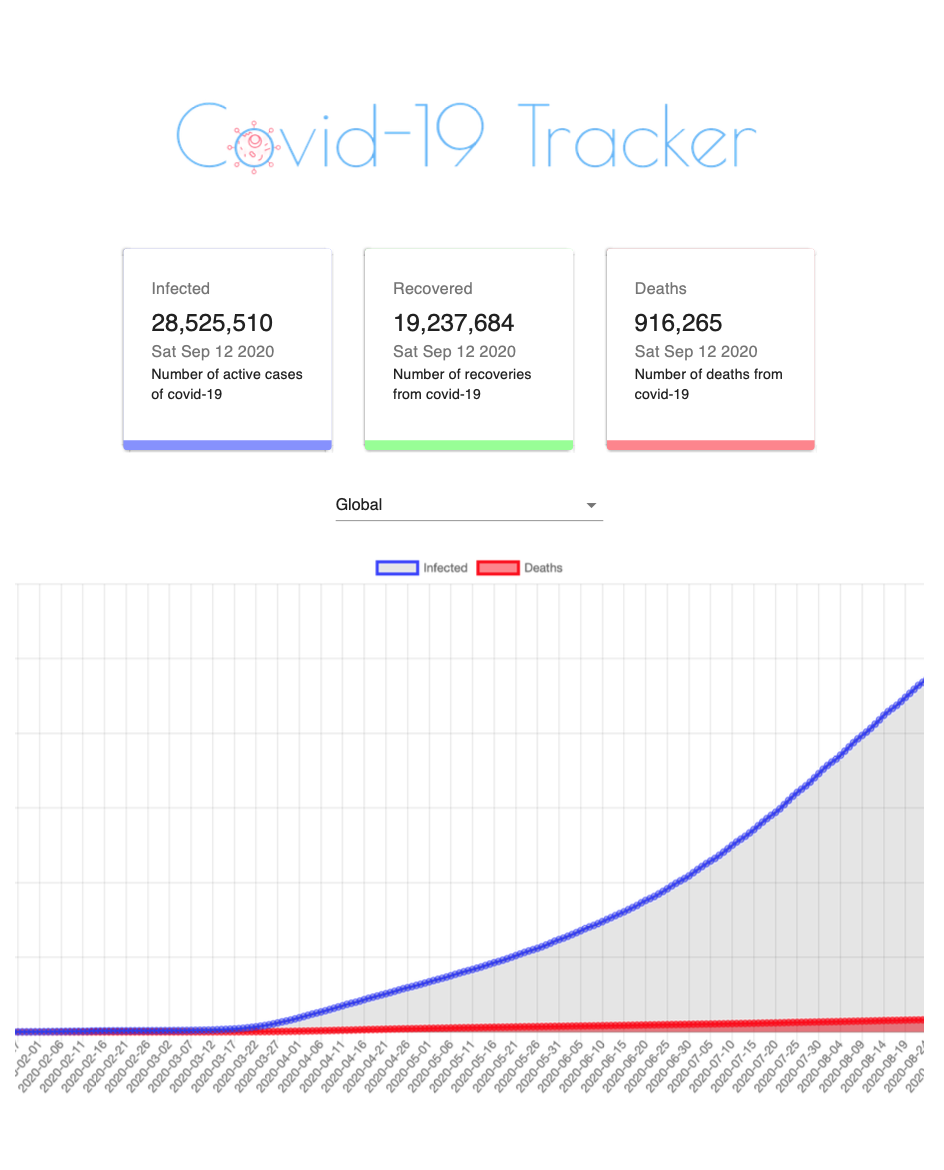 Covid-19 Tracker
Infected
28,525,510
Sat Sep 12 2020
Number of active cases
of covid-19
Recovered
19,237,684
Sat Sep 12 2020
Number of recoveries
from covid-19
Deaths
916,265
Sat Sep 12 2020
Number of deaths from
covid-19
Global
Infected
Deaths
2020-02-06
2020-02-11
2020-02-16
2020-02-21
2020-02-26
2020-03-02
2020-03-07
2020-03-12
2020-03-17
2020-03-22
2020-03-27
2020-04-01
2020-04-06
2020-04-11
2020-04-16
2020-04-21
2020-04-26
2020-05-01
2020-05-06
2020-05-11
2020-05-16
2020-05-21
2020-05-26
2020-05-31
2020-06-05
2020-06-10
2020-06-15
2020-06-20
2020-06-25
2020-06-30
2020-07-05
2020-07-10
2020-07-15
2020-07-20
2020-07-25
2020-07-30
2020-08-04
2020-08-09
2020-08-14
2020-08-19